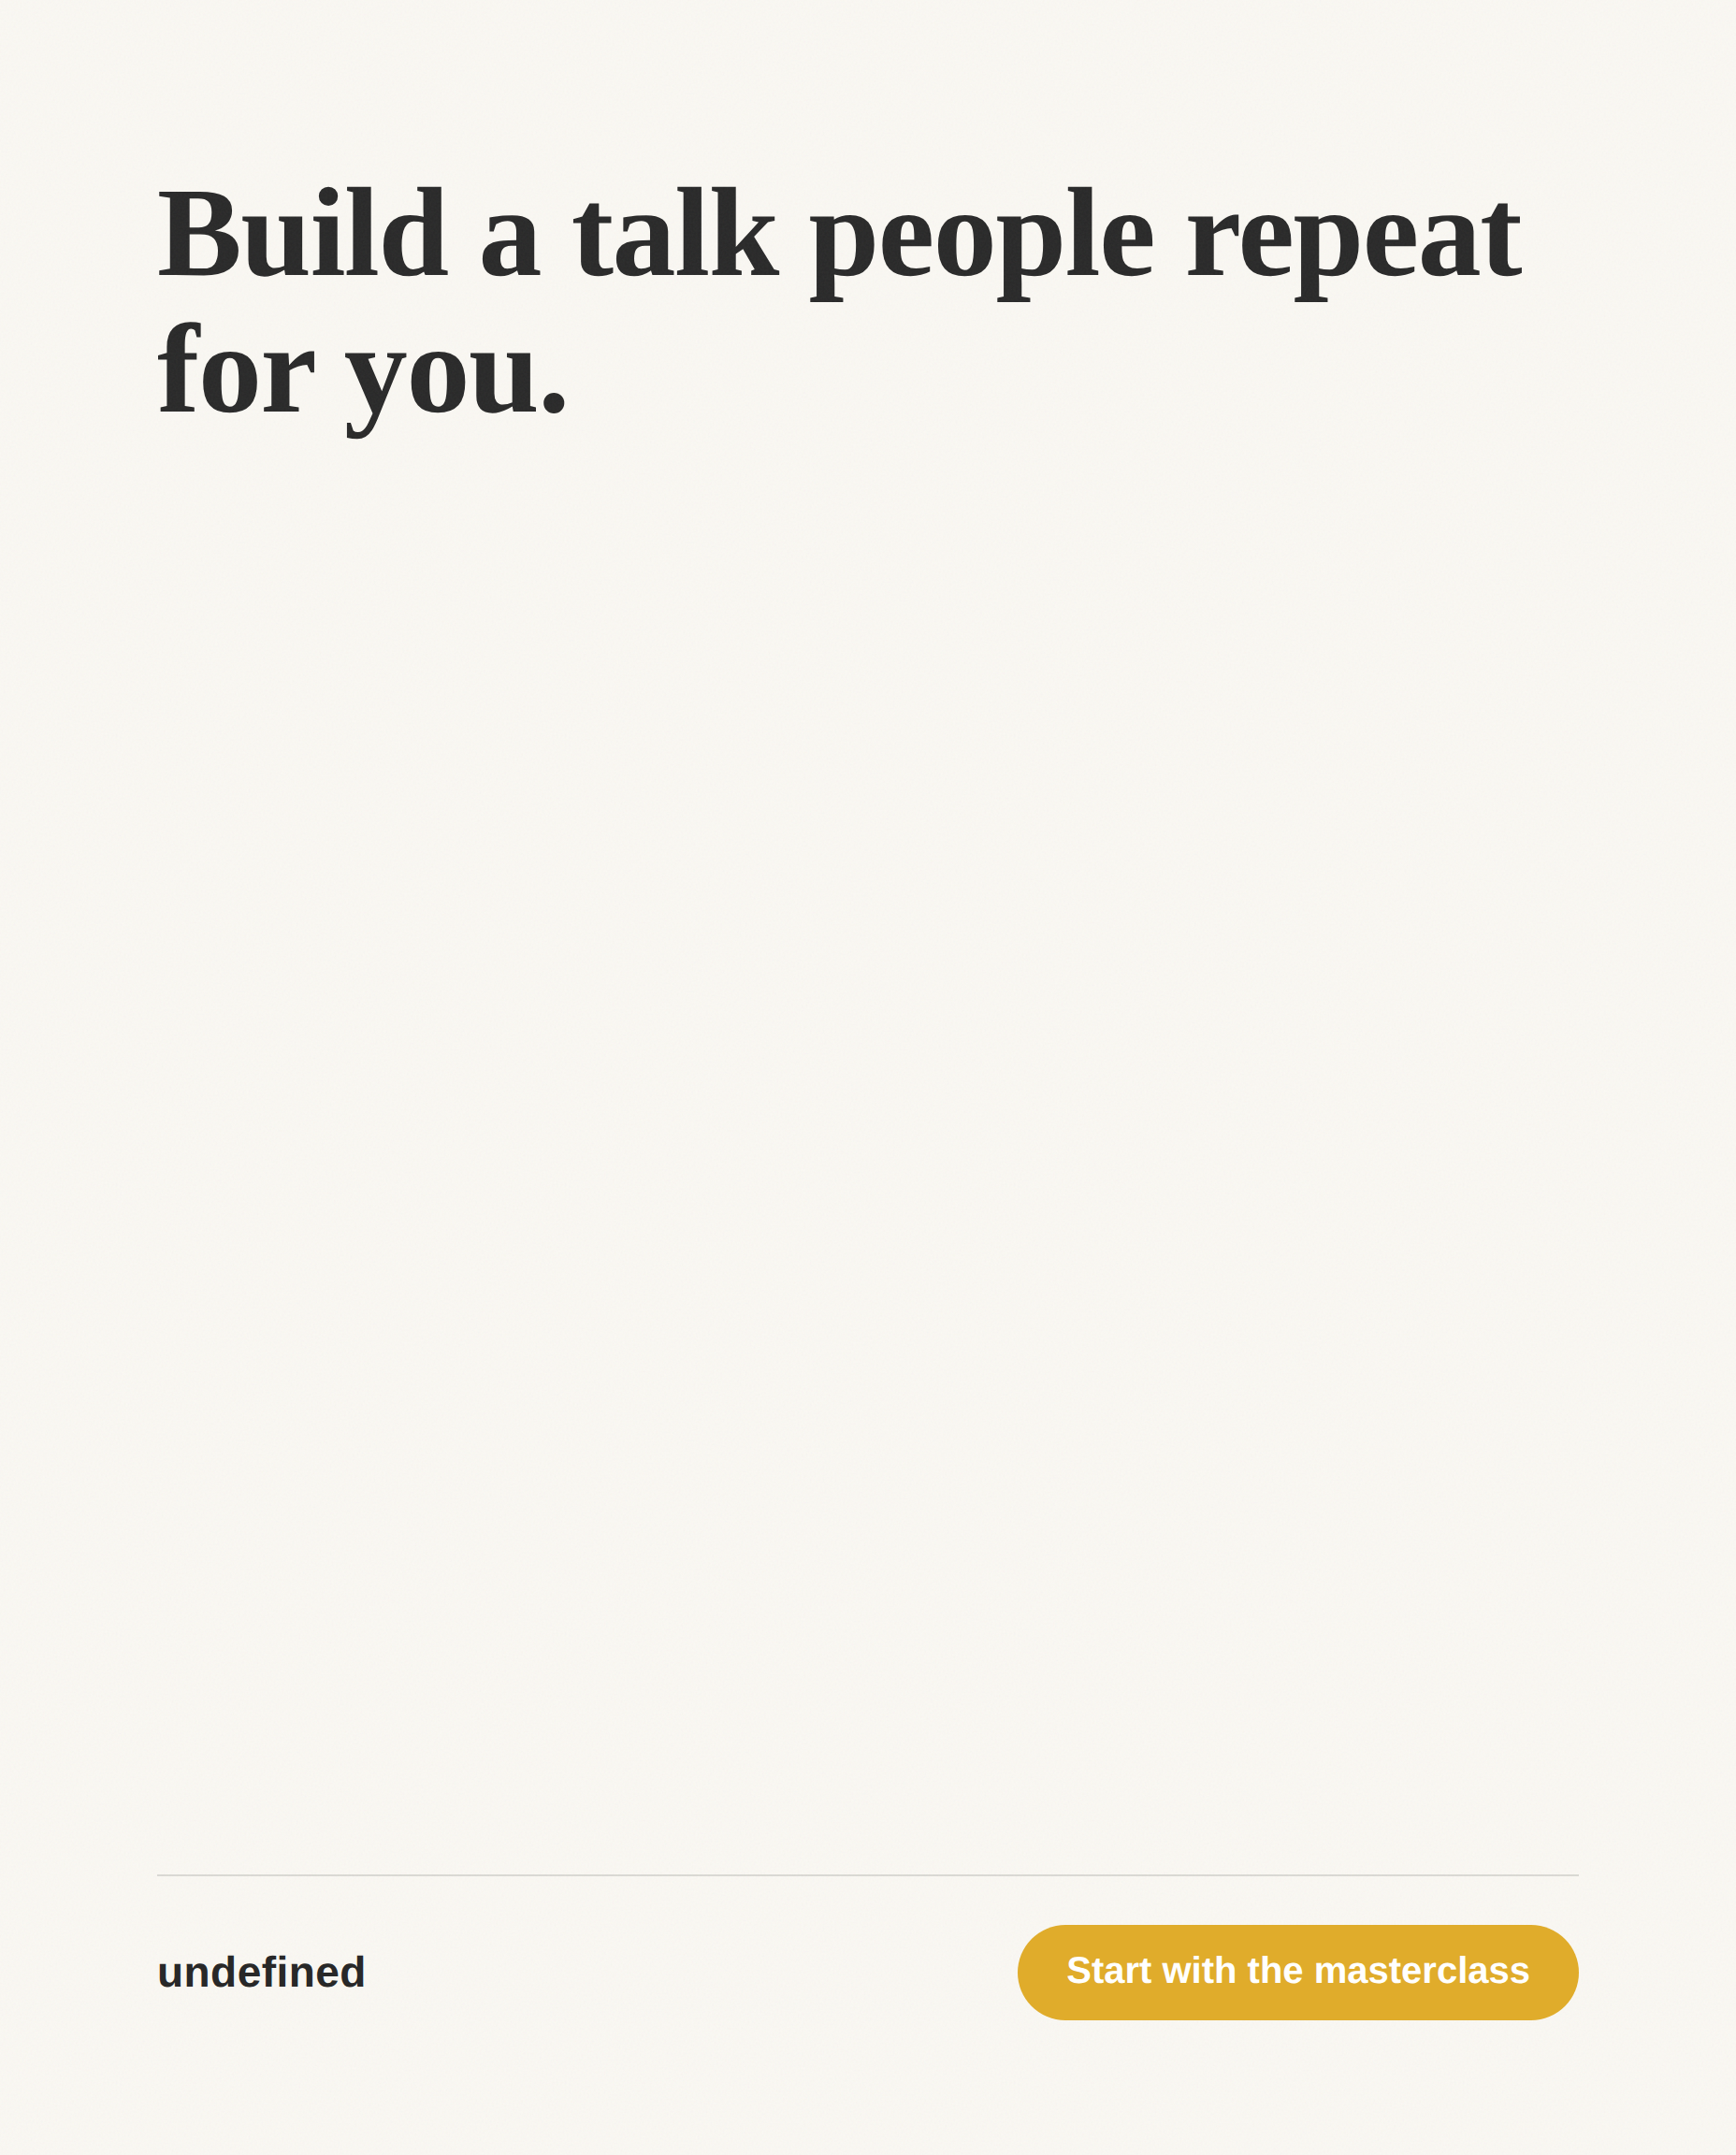 Build a talk people repeat
for you.
undefined
Start with the masterclass